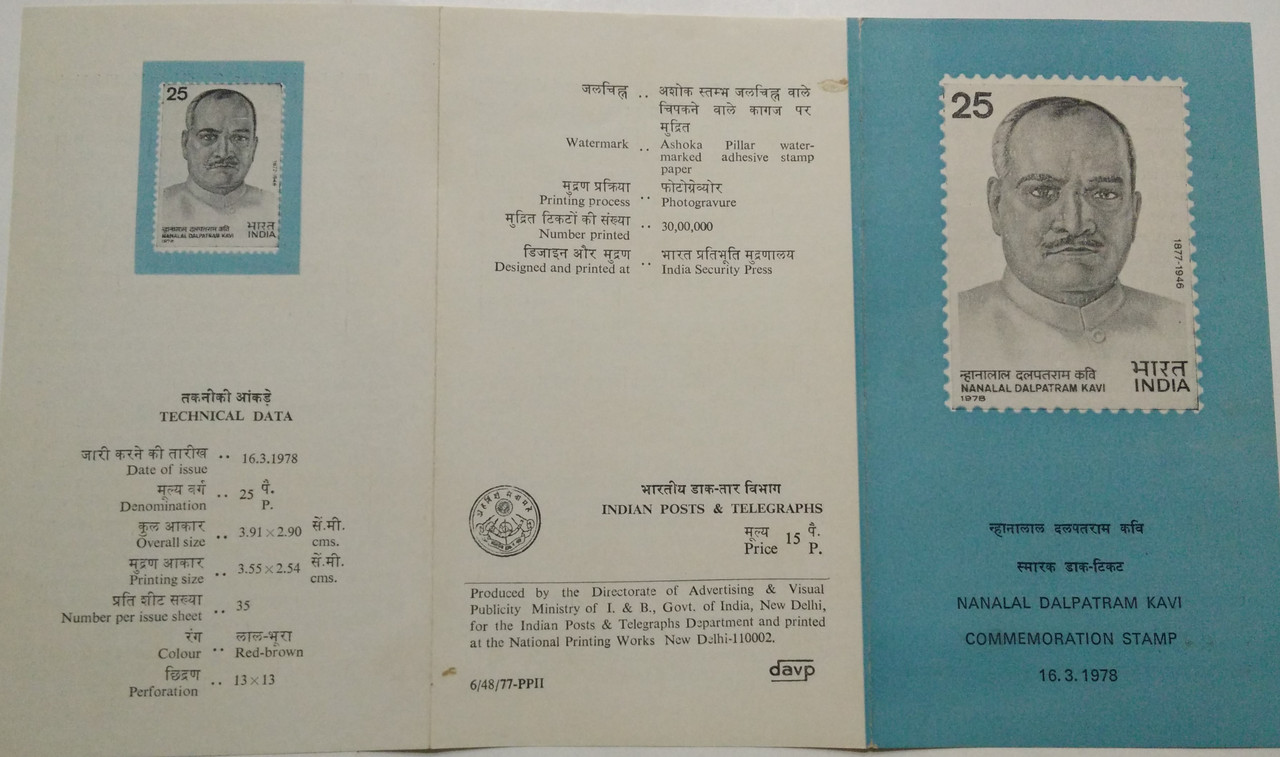 25
1877-1946
न्हानालाल दलपतराम कवि
NANALAL DALPATRAM KAVI
1978
भारत
INDIA
तकनीकी आंकड़े
TECHNICAL DATA
जारी करने की तारीख
Date of issue .. 16.3.1978
मूल्य वर्ग
Denomination .. 25 पै.
P.
कुल आकार
Overall size .. 3.91×2.90 सें.मी.
cms.
मुद्रण आकार
Printing size .. 3.55×2.54 सें.मी.
cms.
प्रति शीट सख्या
Number per issue sheet .. 35
रंग लाल-भूरा
Colour .. Red-brown
छिद्रण
Perforation .. 13×13
जलचिह्न .. अशोक स्तम्भ जलचिह्न वाले
चिपकने वाले कागज पर
मुद्रित
Watermark .. Ashoka Pillar water-
marked adhesive stamp
paper
मुद्रण प्रक्रिया फोटोग्रेव्योर
Printing process .. Photogravure
मुद्रित टिकटों की संख्या
Number printed .. 30,00,000
डिजाइन और मुद्रण भारत प्रतिभूति मुद्रणालय
Designed and printed at .. India Security Press
भारतीय डाक-तार विभाग
INDIAN POSTS & TELEGRAPHS
मूल्य 15 पै.
Price P.
Produced by the Directorate of Advertising & Visual
Publicity Ministry of I. & B., Govt. of India, New Delhi,
for the Indian Posts & Telegraphs Department and printed
at the National Printing Works New Delhi-110002.
davp
6/48/77-PPII
25
1877-1946
न्हानालाल दलपतराम कवि
NANALAL DALPATRAM KAVI
1978
भारत
INDIA
न्हानालाल दलपतराम कवि
स्मारक डाक-टिकट
NANALAL DALPATRAM KAVI
COMMEMORATION STAMP
16.3.1978